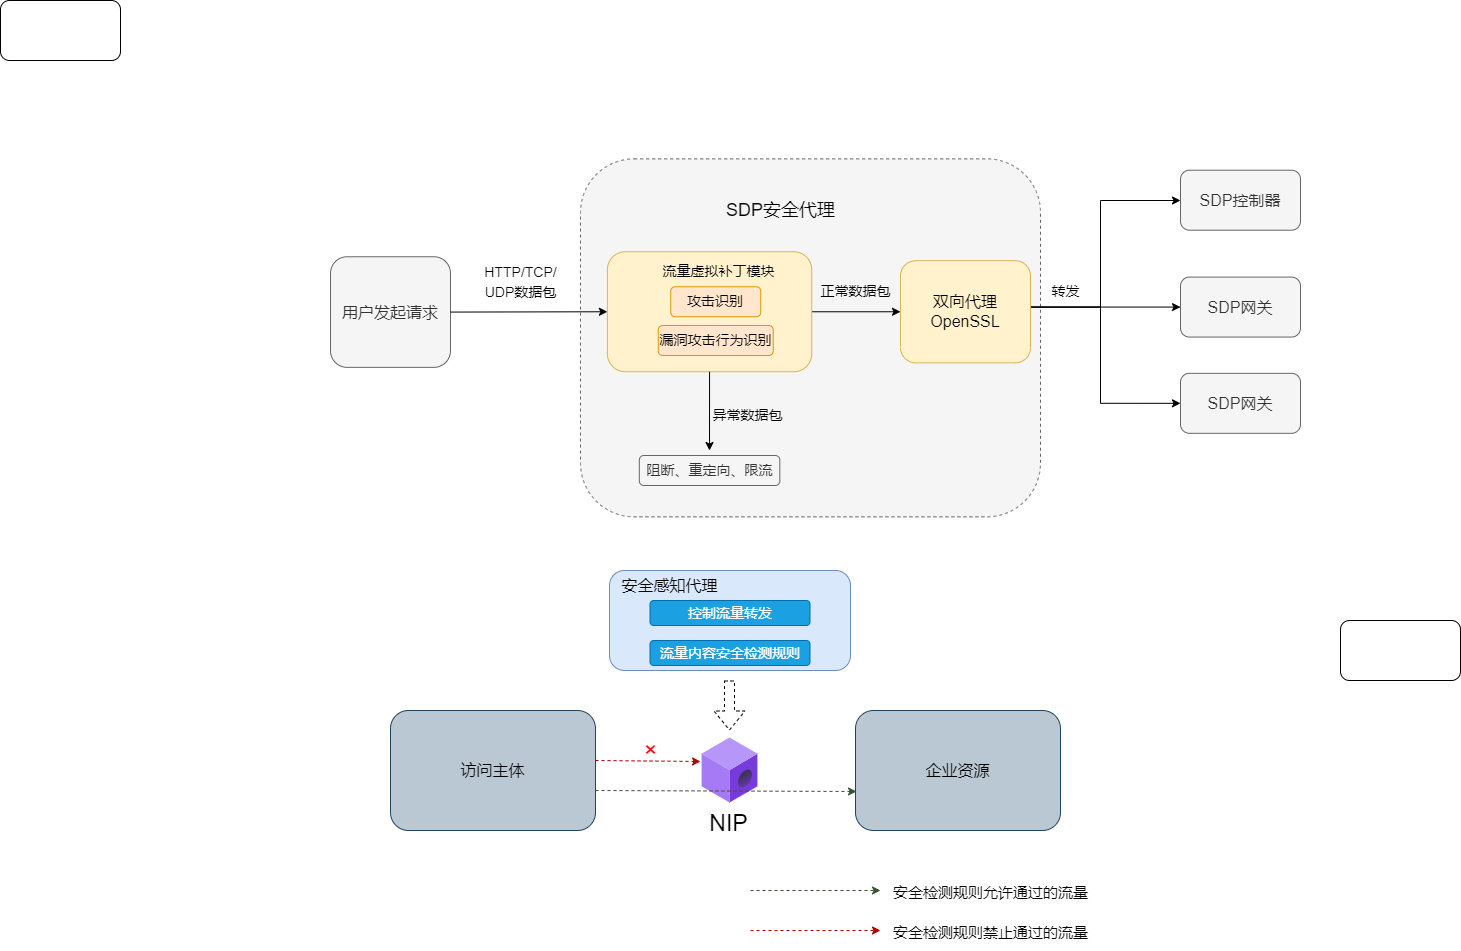 SDP安全代理
SDP控制器
HTTP/TCP/
UDP数据包
流量虚拟补丁模块
攻击识别
漏洞攻击行为识别
用户发起请求
正常数据包
双向代理
OpenSSL
转发
SDP网关
SDP网关
异常数据包
阻断、重定向、限流
安全感知代理
控制流量转发
流量内容安全检测规则
访问主体
×
企业资源
NIP
安全检测规则允许通过的流量
安全检测规则禁止通过的流量